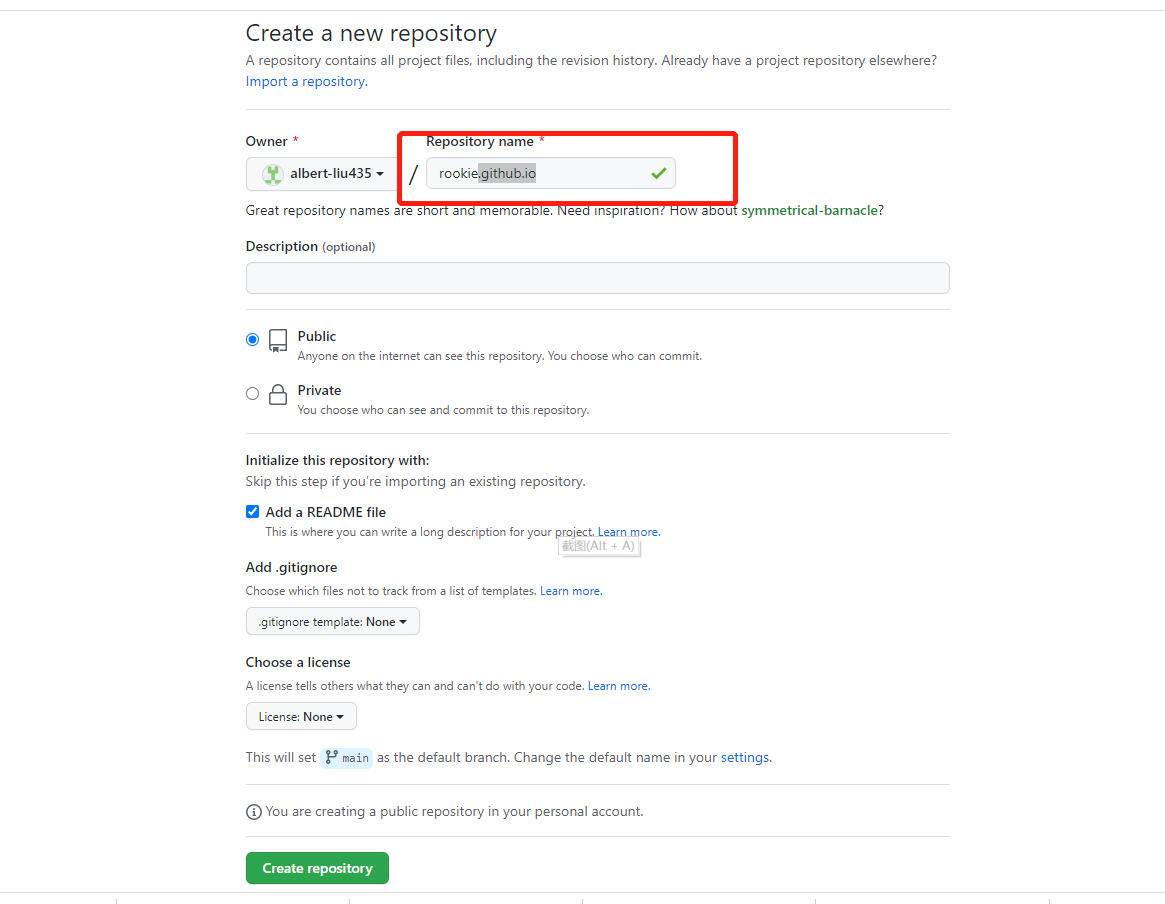 Create a new repository
A repository contains all project files, including the revision history. Already have a project repository elsewhere?
Import a repository.
Owner *
Repository name *
albert-liu435
/
rookie.github.io
Great repository names are short and memorable. Need inspiration? How about symmetrical-barnacle?
Description (optional)
Public
Anyone on the internet can see this repository. You choose who can commit.
Private
You choose who can see and commit to this repository.
Initialize this repository with:
Skip this step if you're importing an existing repository.
Add a README file
This is where you can write a long description for your project. Learn more.
截图(Alt + A)
Add .gitignore
Choose which files not to track from a list of templates. Learn more.
.gitignore template: None
Choose a license
A license tells others what they can and can't do with your code. Learn more.
License: None
This will set main as the default branch. Change the default name in your settings.
You are creating a public repository in your personal account.
Create repository